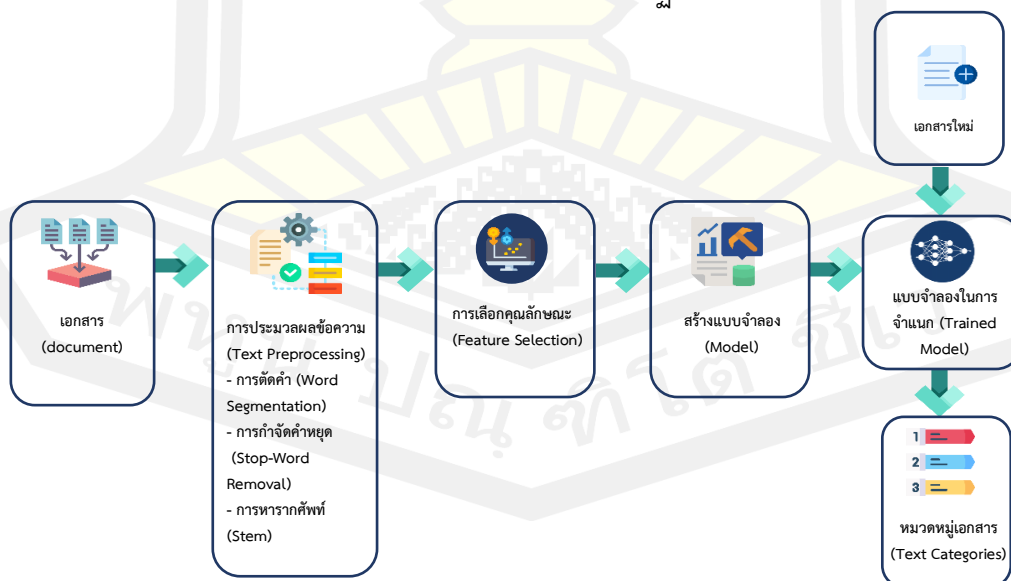 เอกสารใหม่
เอกสาร
(document)
การประมวลผลข้อความ
(Text Preprocessing)
- การตัดคำ (Word
Segmentation)
- การกำจัดคำหยุด
(Stop-Word
Removal)
- การหารากศัพท์
(Stem)
การเลือกคุณลักษณะ
(Feature Selection)
สร้างแบบจำลอง
(Model)
แบบจำลองในการ
จำแนก (Trained
Model)
1
2
3
หมวดหมู่เอกสาร
(Text Categories)